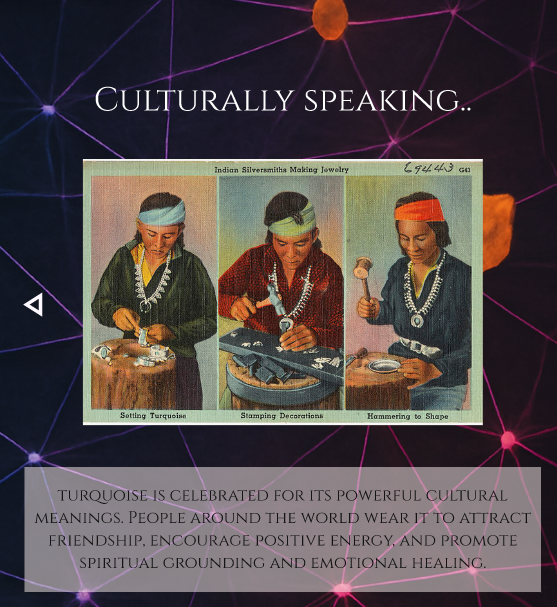 Culturally speaking..
Indian Silversmiths Making Jewelry 69443 G43
Setting Turquoise Stamping Decorations Hammering to Shape
turquoise is celebrated for its powerful cultural
meanings. People around the world wear it to attract
friendship, encourage positive energy, and promote
spiritual grounding and emotional healing.